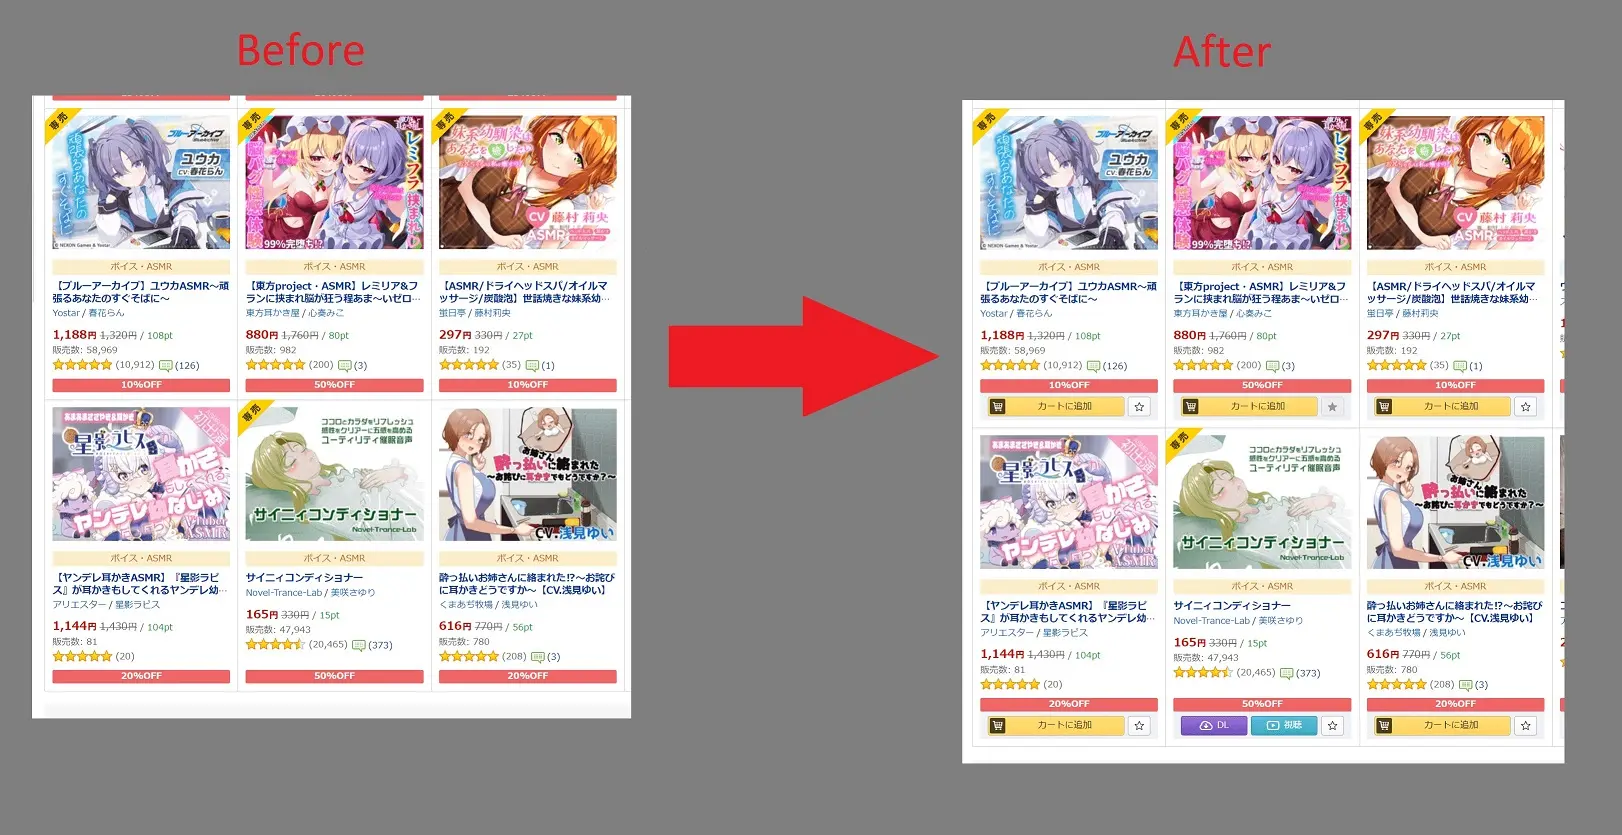 Before
After
専売
専売
専売
ブルーアーカイブ
ユウカ
CV.春花らん
頑張るあなたの
すぐそばに
© NEXON Games & Yostar
レミフラ
挟まれ
99%完堕ち!?
CV 藤村 莉央
ASMR
ボイス・ASMR
ボイス・ASMR
ボイス・ASMR
【ブルーアーカイブ】ユウカASMR～頑
張るあなたのすぐそばに～
Yostar / 春花らん
1,188円 1,320円 / 108pt
販売数: 58,969
(10,912) (126)
10%OFF
【東方project・ASMR】レミリア&フ
ランに挟まれ脳が狂う程あま～いゼロ…
東方耳かき屋 / 心奏みこ
880円 1,760円 / 80pt
販売数: 982
(200) (3)
50%OFF
【ASMR/ドライヘッドスパ/オイルマ
ッサージ/炭酸泡】世話焼きな妹系幼…
蛍日亭 / 藤村莉央
297円 330円 / 27pt
販売数: 192
(35) (1)
10%OFF
専売
星影ラピス
ヤンデレ幼なじみ
VTuber
ASMR
ココロとカラダをリフレッシュ
感性をクリアーに五感を高める
ユーティリティ催眠音声
サイニィコンディショナー
Novel-Trance-Lab
お姉さん
酔っ払いに絡まれた
～お詫びに耳かきでもどうですか?～
CV.浅見ゆい
ボイス・ASMR
ボイス・ASMR
ボイス・ASMR
【ヤンデレ耳かきASMR】『星影ラピ
ス』が耳かきもしてくれるヤンデレ幼…
アリエスター / 星影ラピス
1,144円 1,430円 / 104pt
販売数: 81
(20)
20%OFF
サイニィコンディショナー
Novel-Trance-Lab / 美咲さゆり
165円 330円 / 15pt
販売数: 47,943
(20,465) (373)
50%OFF
酔っ払いお姉さんに絡まれた!?～お詫び
に耳かきどうですか～【CV.浅見ゆい】
くまあぢ牧場 / 浅見ゆい
616円 770円 / 56pt
販売数: 780
(208) (3)
20%OFF
専売
専売
専売
ブルーアーカイブ
ユウカ
CV.春花らん
頑張るあなたの
すぐそばに
© NEXON Games & Yostar
レミフラ
挟まれ
99%完堕ち!?
CV 藤村 莉央
ASMR
ボイス・ASMR
ボイス・ASMR
ボイス・ASMR
【ブルーアーカイブ】ユウカASMR～頑
張るあなたのすぐそばに～
Yostar / 春花らん
1,188円 1,320円 / 108pt
販売数: 58,969
(10,912) (126)
10%OFF
カートに追加
【東方project・ASMR】レミリア&フ
ランに挟まれ脳が狂う程あま～いゼロ…
東方耳かき屋 / 心奏みこ
880円 1,760円 / 80pt
販売数: 982
(200) (3)
50%OFF
カートに追加
【ASMR/ドライヘッドスパ/オイルマ
ッサージ/炭酸泡】世話焼きな妹系幼…
蛍日亭 / 藤村莉央
297円 330円 / 27pt
販売数: 192
(35) (1)
10%OFF
カートに追加
専売
星影ラピス
ヤンデレ幼なじみ
VTuber
ASMR
ココロとカラダをリフレッシュ
感性をクリアーに五感を高める
ユーティリティ催眠音声
サイニィコンディショナー
Novel-Trance-Lab
お姉さん
酔っ払いに絡まれた
～お詫びに耳かきでもどうですか?～
CV.浅見ゆい
ボイス・ASMR
ボイス・ASMR
ボイス・ASMR
【ヤンデレ耳かきASMR】『星影ラピ
ス』が耳かきもしてくれるヤンデレ幼…
アリエスター / 星影ラピス
1,144円 1,430円 / 104pt
販売数: 81
(20)
20%OFF
カートに追加
サイニィコンディショナー
Novel-Trance-Lab / 美咲さゆり
165円 330円 / 15pt
販売数: 47,943
(20,465) (373)
50%OFF
DL 視聴
酔っ払いお姉さんに絡まれた!?～お詫び
に耳かきどうですか～【CV.浅見ゆい】
くまあぢ牧場 / 浅見ゆい
616円 770円 / 56pt
販売数: 780
(208) (3)
20%OFF
カートに追加